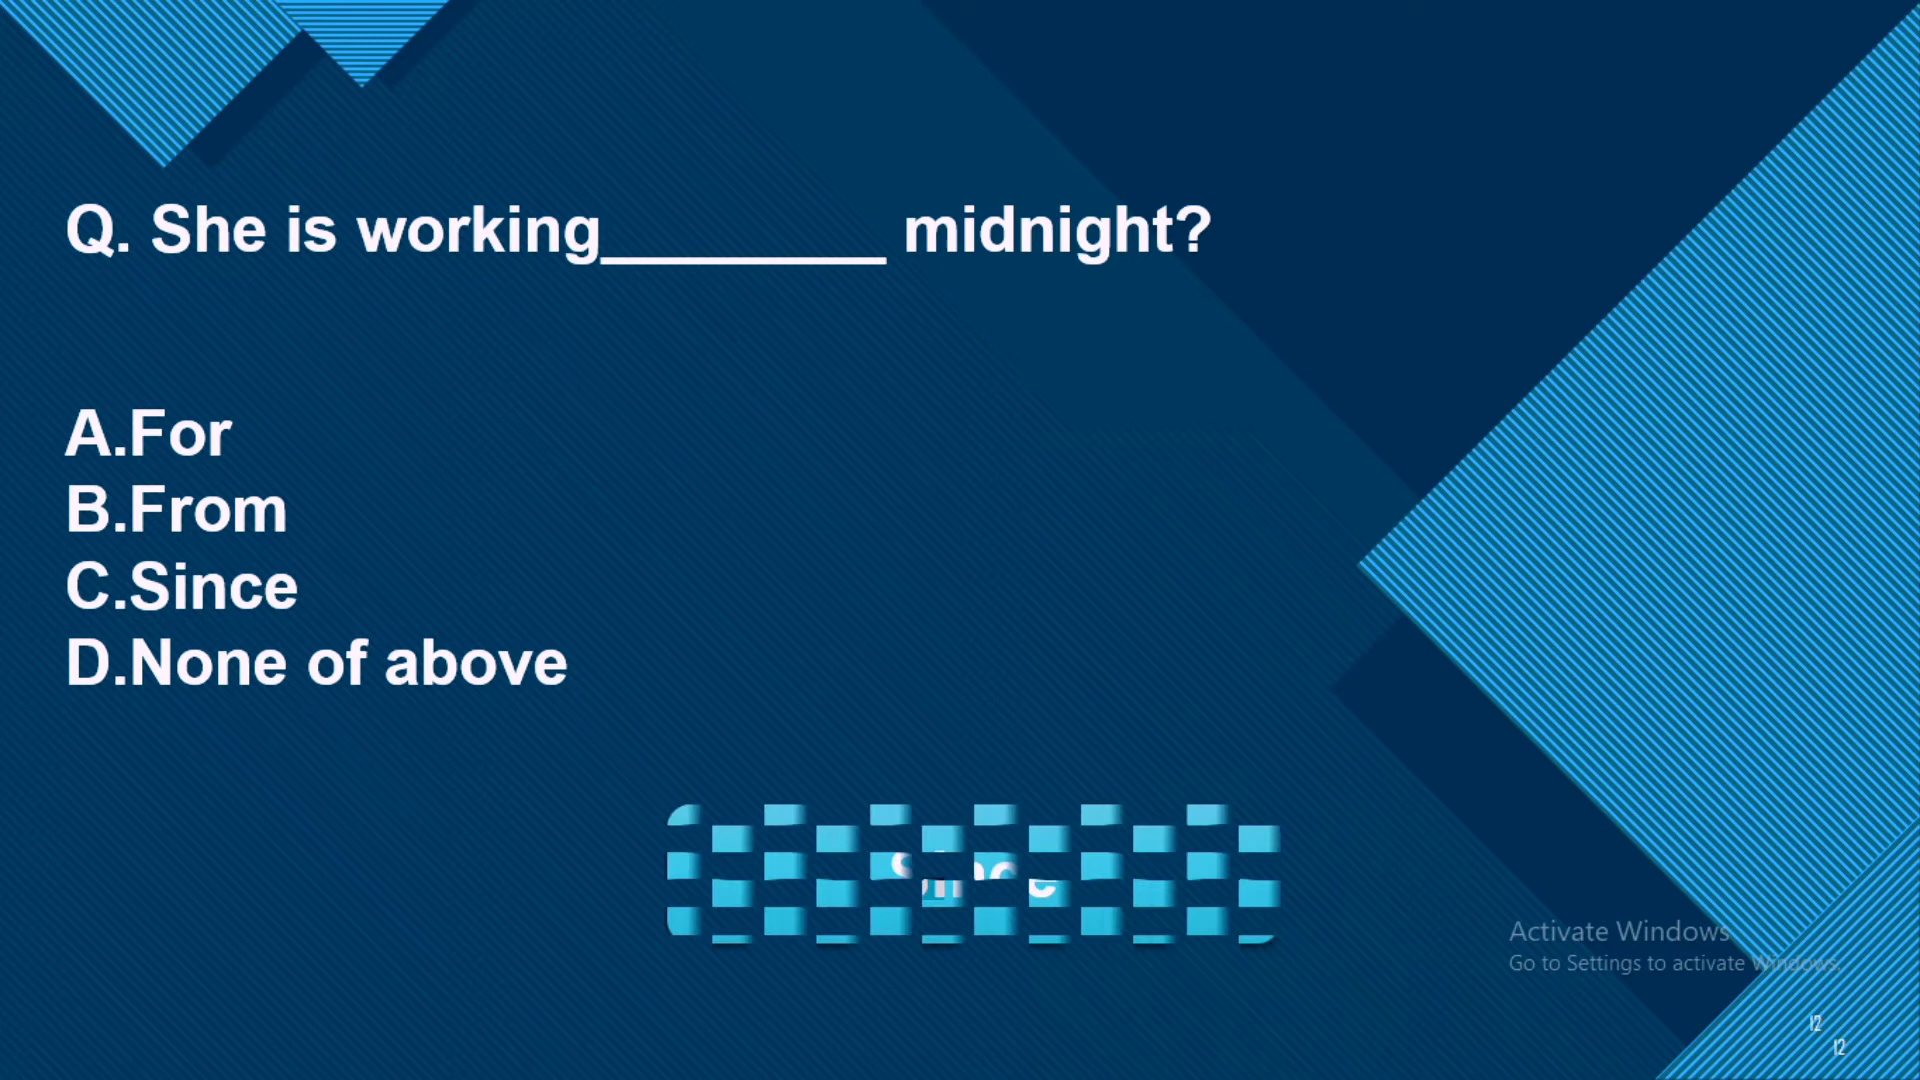 Q. She is working________ midnight?
A.For
B.From
C.Since
D.None of above
Since
Activate Windows
Go to Settings to activate Windows.
12
12